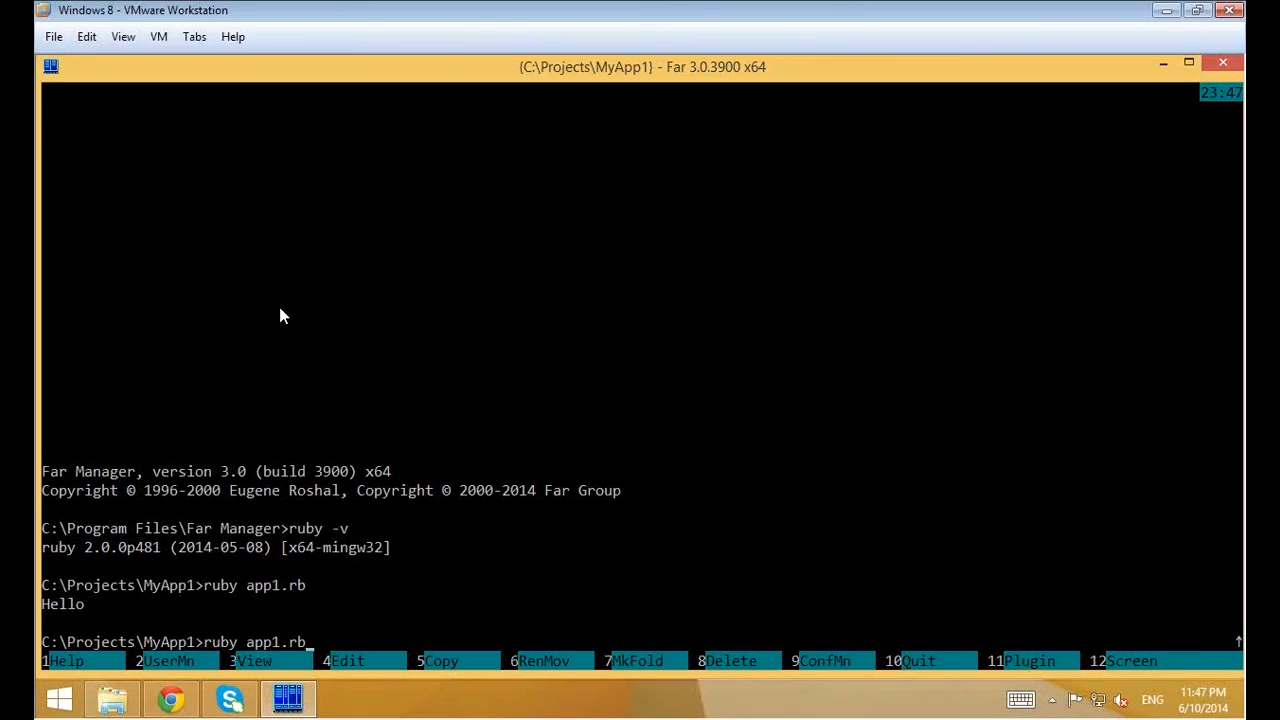 Windows 8 - VMware Workstation
File Edit View VM Tabs Help
{C:\Projects\MyApp1} - Far 3.0.3900 x64
23:47
Far Manager, version 3.0 (build 3900) x64
Copyright © 1996-2000 Eugene Roshal, Copyright © 2000-2014 Far Group
C:\Program Files\Far Manager>ruby -v
ruby 2.0.0p481 (2014-05-08) [x64-mingw32]
C:\Projects\MyApp1>ruby app1.rb
Hello
C:\Projects\MyApp1>ruby app1.rb_
1Help 2UserMn 3View 4Edit 5Copy 6RenMov 7MkFold 8Delete 9ConfMn 10Quit 11Plugin 12Screen
ENG 11:47 PM
6/10/2014